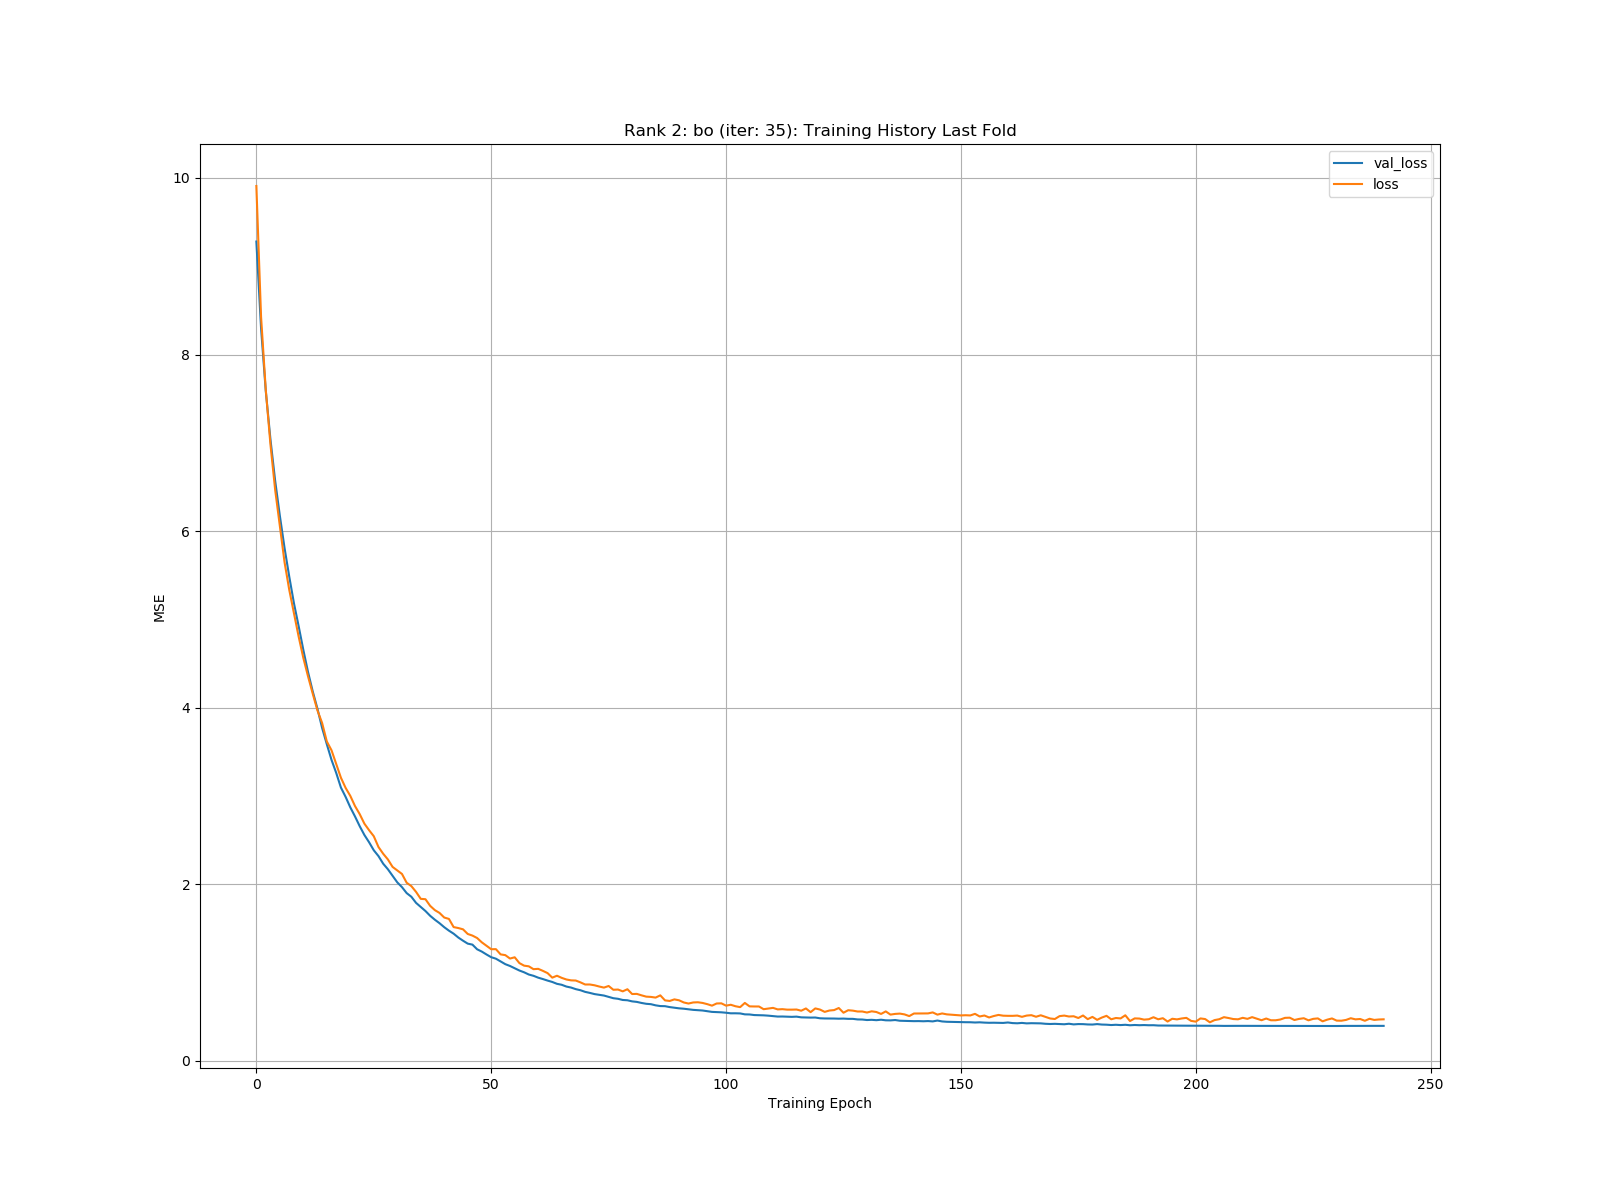 Rank 2: bo (iter: 35): Training History Last Fold
val_loss
loss
10
8
6
4
2
0
MSE
0 50 100 150 200 250
Training Epoch